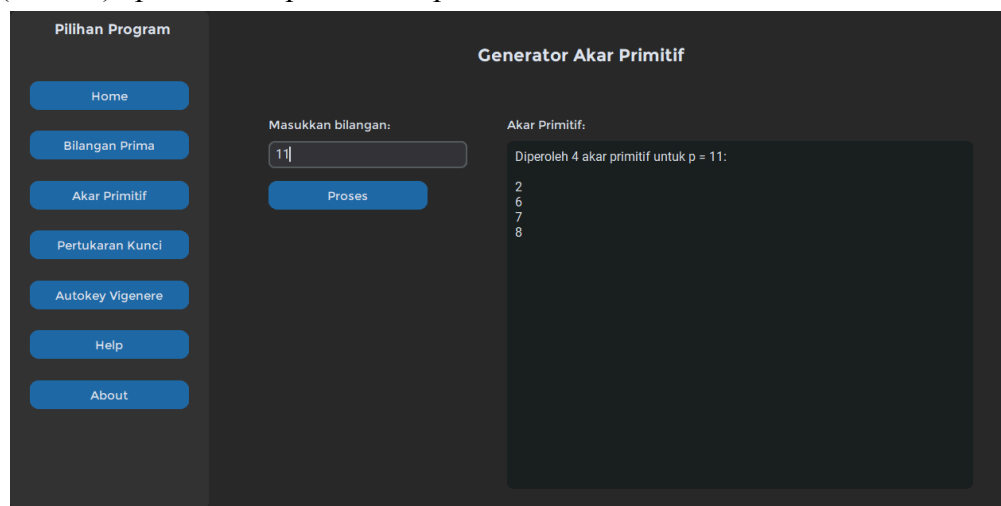 Pilihan Program
Home
Bilangan Prima
Akar Primitif
Pertukaran Kunci
Autokey Vigenere
Help
About
Generator Akar Primitif
Masukkan bilangan:
11
Proses
Akar Primitif:
Diperoleh 4 akar primitif untuk p = 11:
2
6
7
8